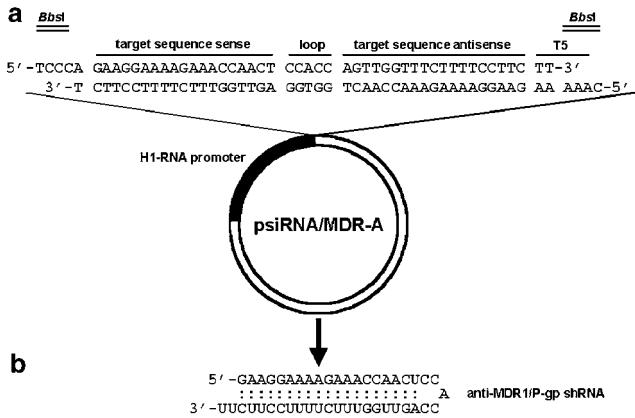 a
BbsI BbsI
target sequence sense loop target sequence antisense T5
5'-TCCCA GAAGGAAAAGAAACCAACT CCACC AGTTGGTTTCTTTTCCTTC TT-3'
3'-T CTTCCTTTTCTTTGGTTGA GGTGG TCAACCAAAGAAAAGGAAG AA AAAC-5'
H1-RNA promoter
psiRNA/MDR-A
b
5'-GAAGGAAAAGAAACCAACUCC
A anti-MDR1/P-gp shRNA
3'-UUCUUCCUUUUCUUUGGUUGACC